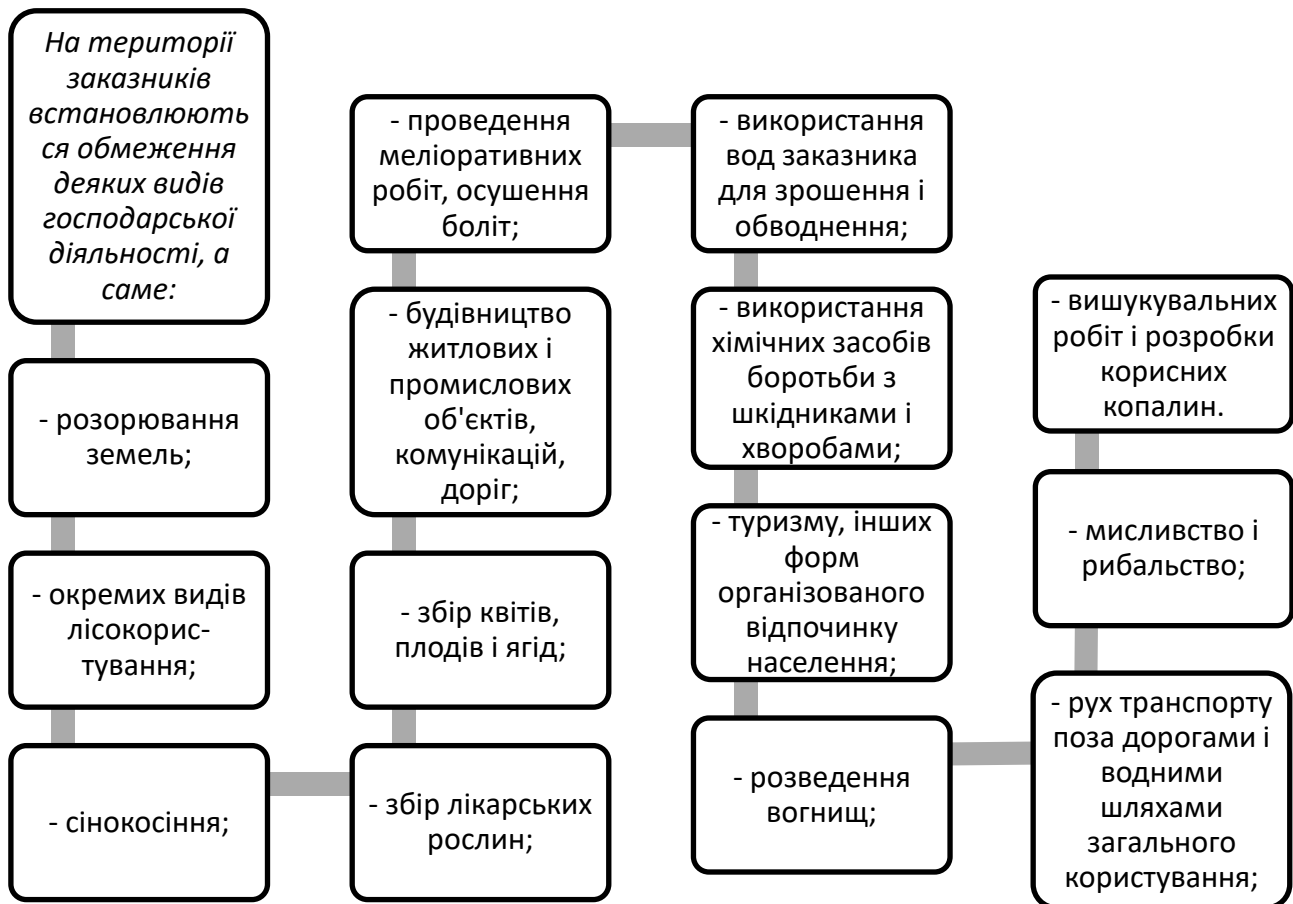 На території
заказників
встановлюють
ся обмеження
деяких видів
господарської
діяльності, а
саме:
- розорювання
земель;
- окремих видів
лісокорис-
тування;
- сінокосіння;
- збір лікарських
рослин;
- збір квітів,
плодів і ягід;
- будівництво
житлових і
промислових
об'єктів,
комунікацій,
доріг;
- проведення
меліоративних
робіт, осушення
боліт;
- використання
вод заказника
для зрошення і
обводнення;
- використання
хімічних засобів
боротьби з
шкідниками і
хворобами;
- туризму, інших
форм
організованого
відпочинку
населення;
- розведення
вогнищ;
- рух транспорту
поза дорогами і
водними
шляхами
загального
користування;
- мисливство і
рибальство;
- вишукувальних
робіт і розробки
корисних
копалин.